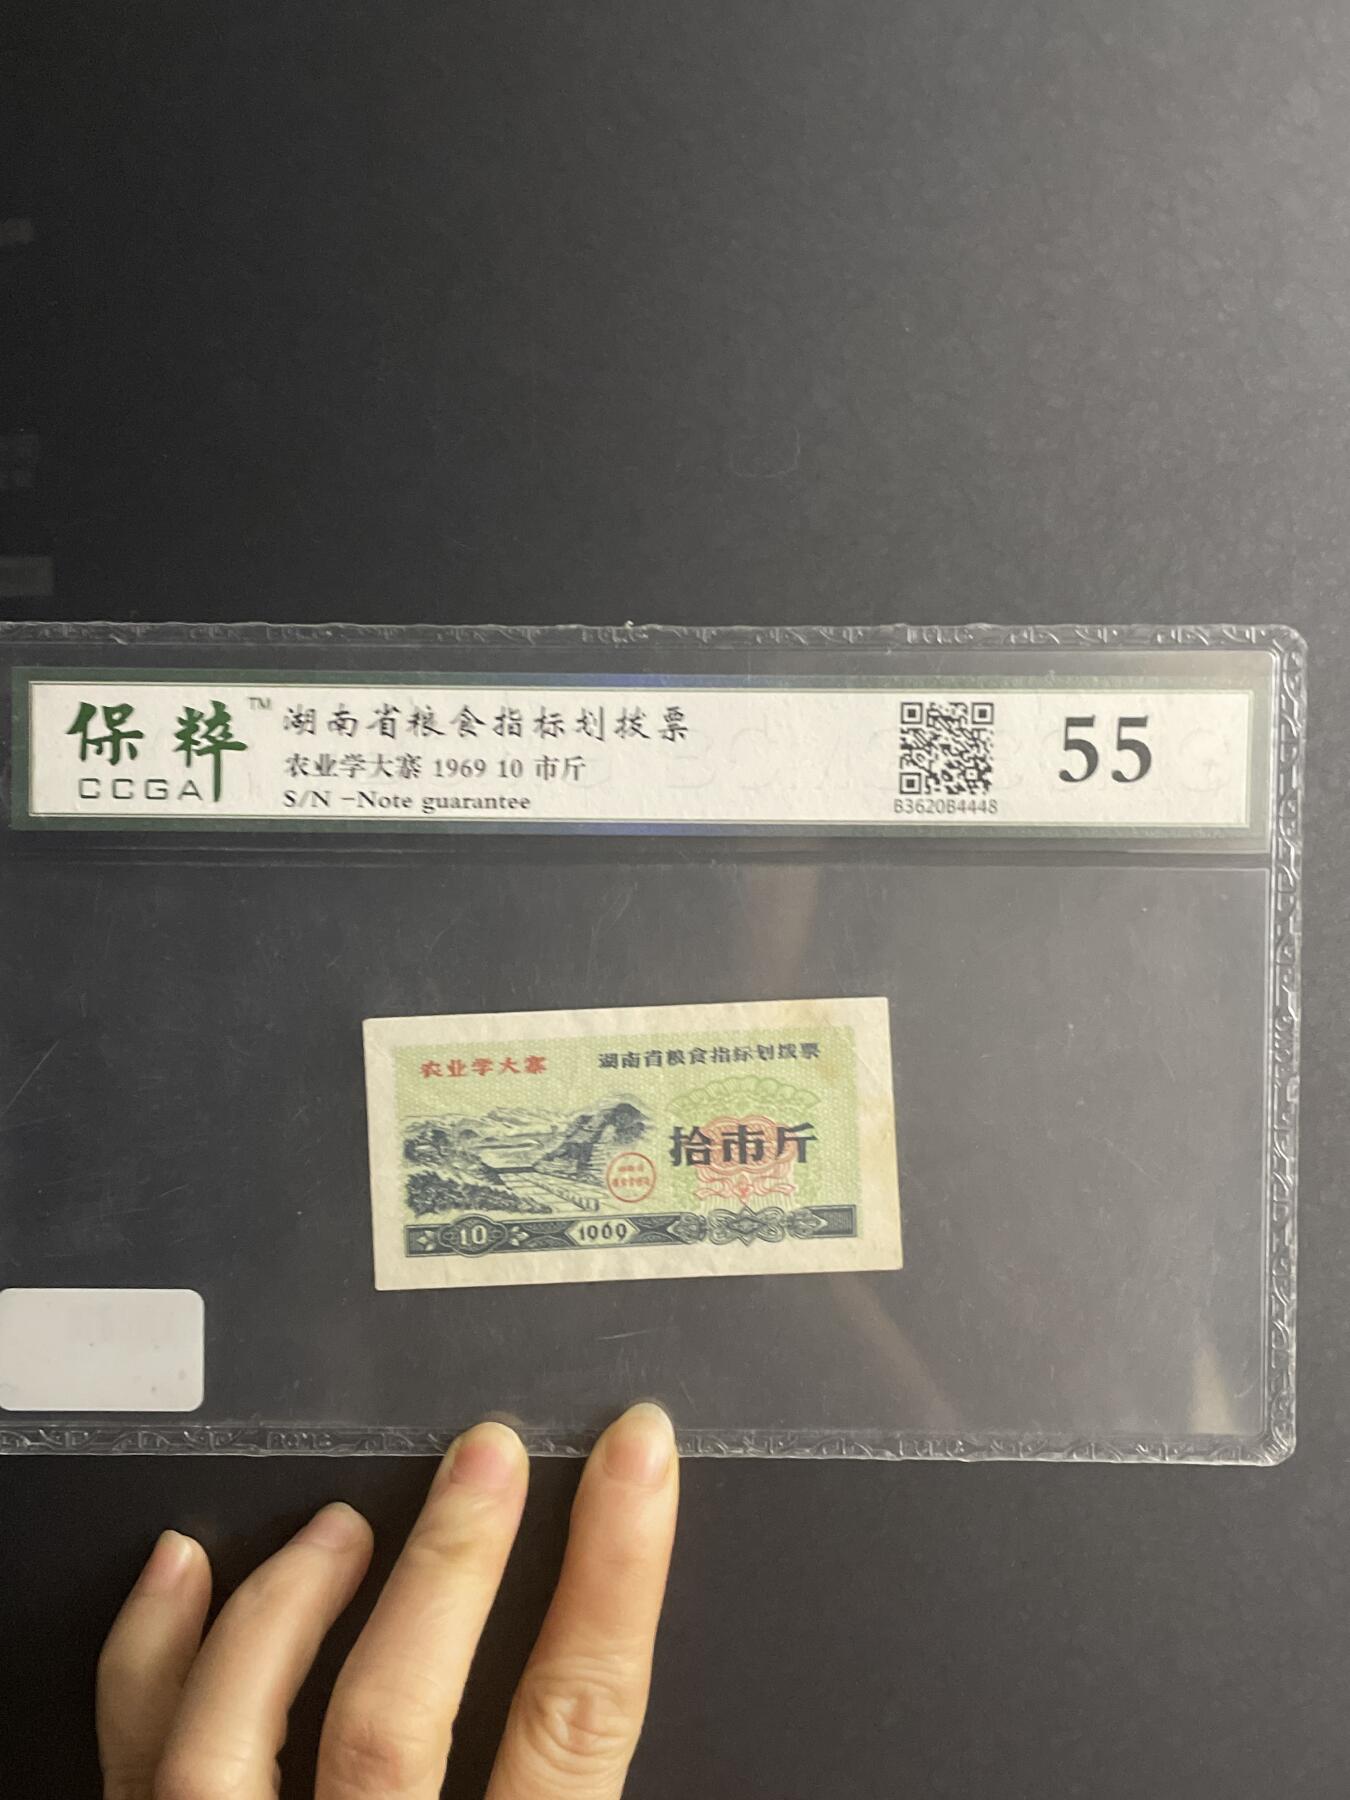 保粹™
CCGA
湖南省粮食指标划拨票
农业学大寨 1969 10 市斤
S/N -Note guarantee
B3620B4448
55
农业学大寨
湖南省粮食指标划拨票
拾市斤
10
1969